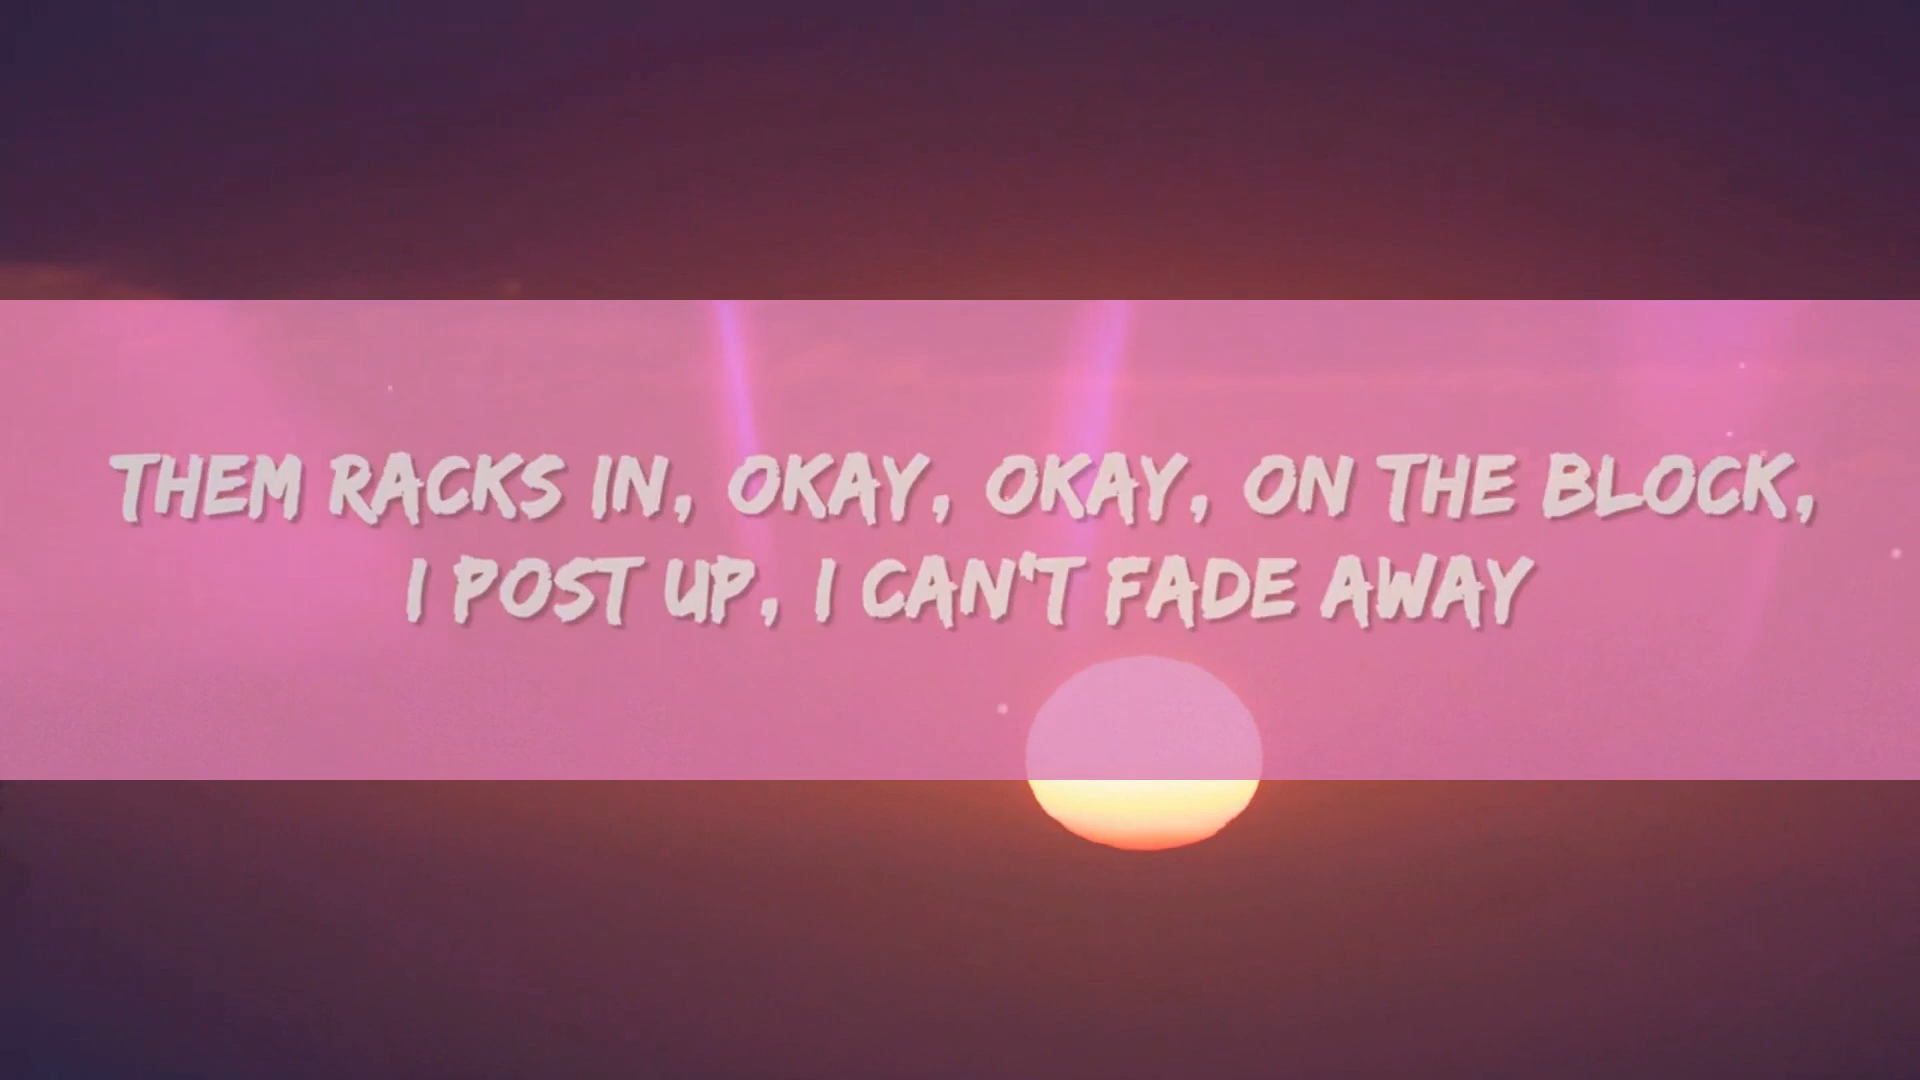 THEM RACKS IN, OKAY, OKAY, ON THE BLOCK,
I POST UP, I CAN'T FADE AWAY